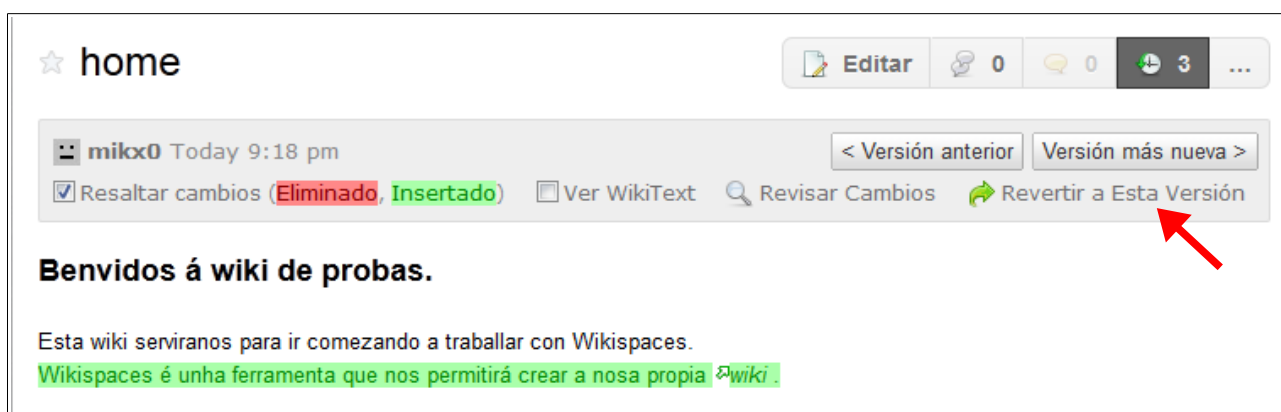 home
Editar 0 0 3 ...
mikx0 Today 9:18 pm < Versión anterior Versión más nueva >
Resaltar cambios (Eliminado, Insertado) Ver WikiText Revisar Cambios Revertir a Esta Versión
Benvidos á wiki de probas.
Esta wiki serviranos para ir comezando a traballar con Wikispaces.
Wikispaces é unha ferramenta que nos permitirá crear a nosa propia wiki .